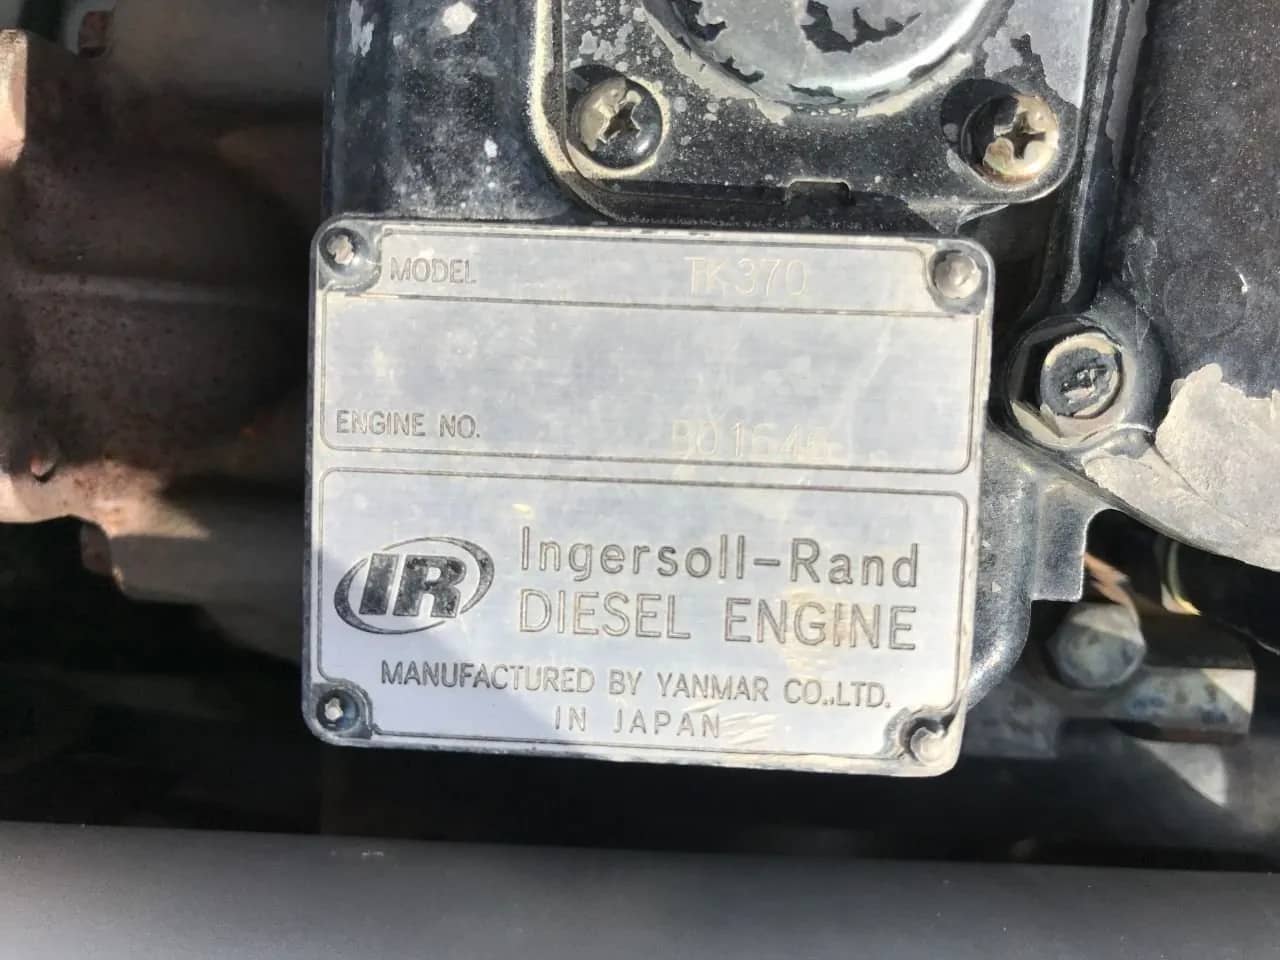 MODEL TK370
ENGINE NO.
IR Ingersoll-Rand
DIESEL ENGINE
MANUFACTURED BY YANMAR CO.,LTD.
IN JAPAN